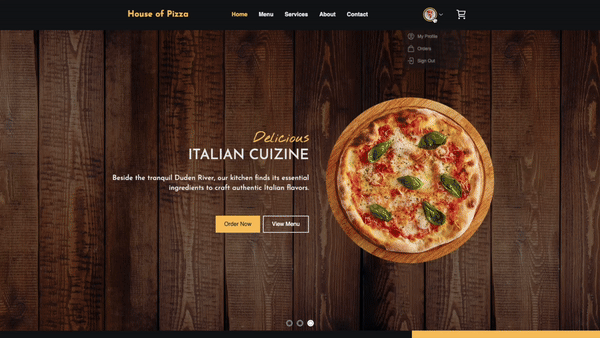 House of Pizza
Home Menu Services About Contact
My Profile
Orders
Sign Out
Delicious
ITALIAN CUIZINE
Beside the tranquil Duden River, our kitchen finds its essential
ingredients to craft authentic Italian flavors.
Order Now View Menu